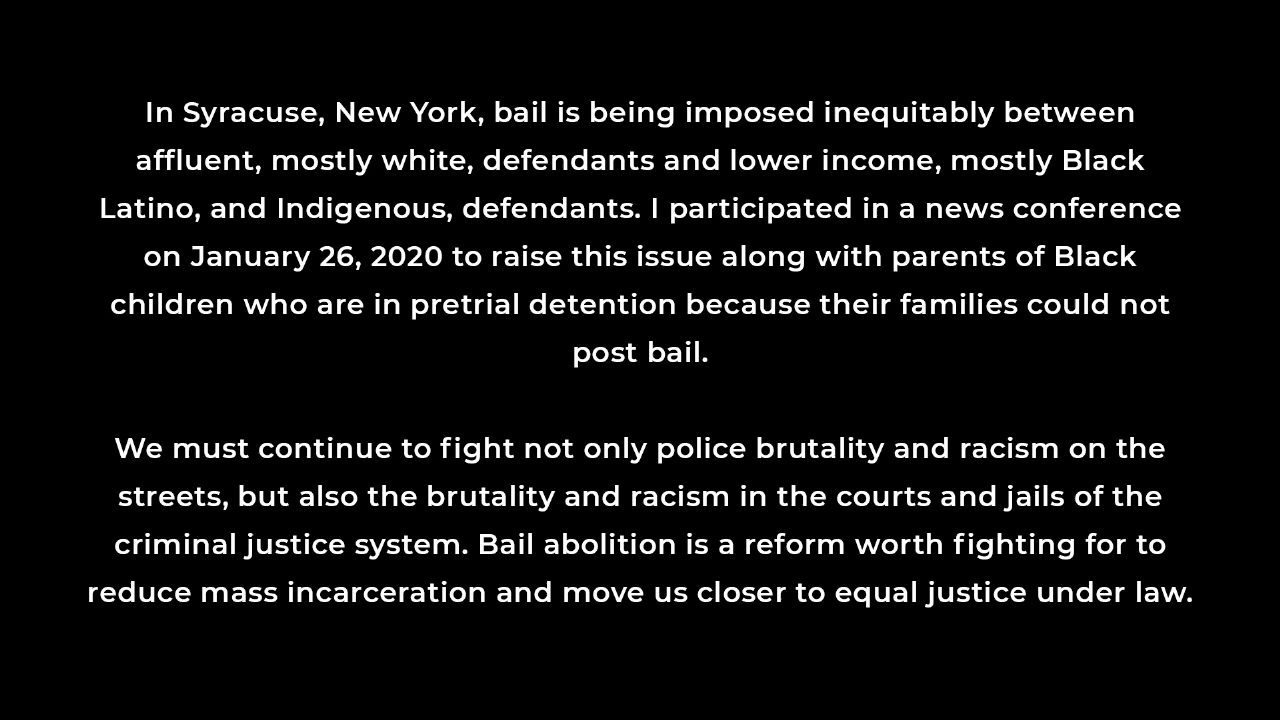 In Syracuse, New York, bail is being imposed inequitably between
affluent, mostly white, defendants and lower income, mostly Black
Latino, and Indigenous, defendants. I participated in a news conference
on January 26, 2020 to raise this issue along with parents of Black
children who are in pretrial detention because their families could not
post bail.
We must continue to fight not only police brutality and racism on the
streets, but also the brutality and racism in the courts and jails of the
criminal justice system. Bail abolition is a reform worth fighting for to
reduce mass incarceration and move us closer to equal justice under law.